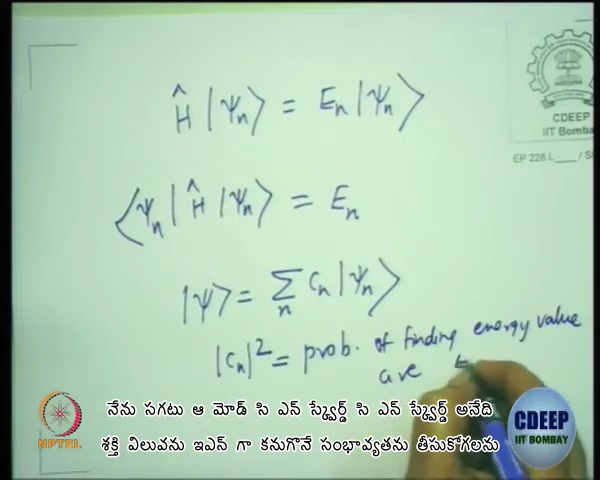 Ĥ |Ψn⟩ = En |Ψn⟩
CDEEP
IIT Bombay
EP 228 L___/S
⟨Ψn| Ĥ |Ψn⟩ = En
|Ψ⟩ = Σn Cn |Ψn⟩
|Cn|² = prob. of finding energy value
are
నేను సగటు ఆ మోడ్ సి ఎన్ స్క్వేర్డ్ సి ఎన్ స్క్వేర్డ్ అనేది
శక్తి విలువను ఇఎన్ గా కనుగొనే సంభావ్యతను తీసుకోగలను
NPTEL
CDEEP
IIT BOMBAY